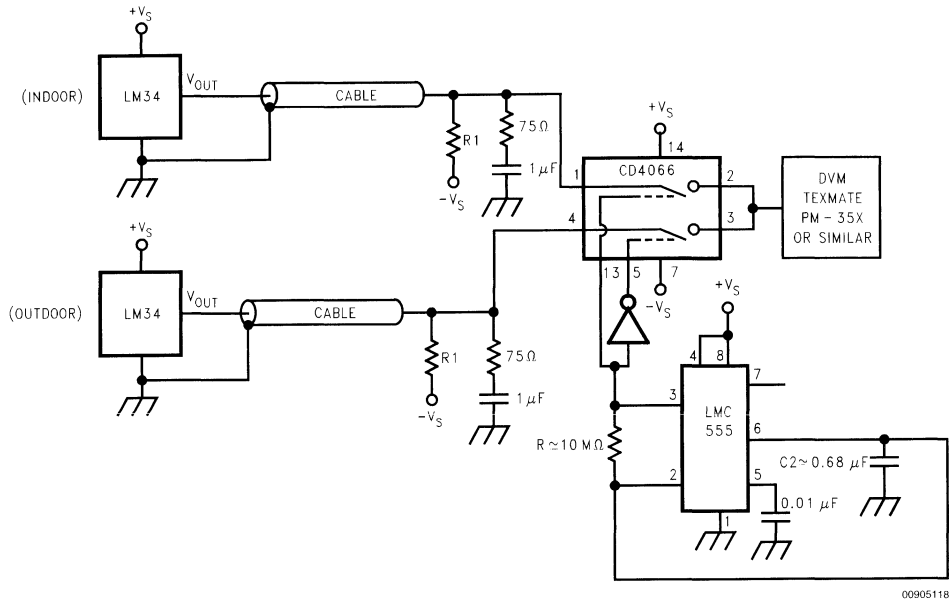 +VS
(INDOOR)
LM34
VOUT
CABLE
R1
-VS
75Ω
1 μF
+VS
14
CD4066
1
2
4
3
13
5
7
-VS
DVM
TEXMATE
PM - 35X
OR SIMILAR
+VS
(OUTDOOR)
LM34
VOUT
CABLE
R1
-VS
75Ω
1 μF
+VS
4
8
7
3
LMC
555
6
R ≃ 10 MΩ
C2 ≃ 0.68 μF
2
5
0.01 μF
1
00905118